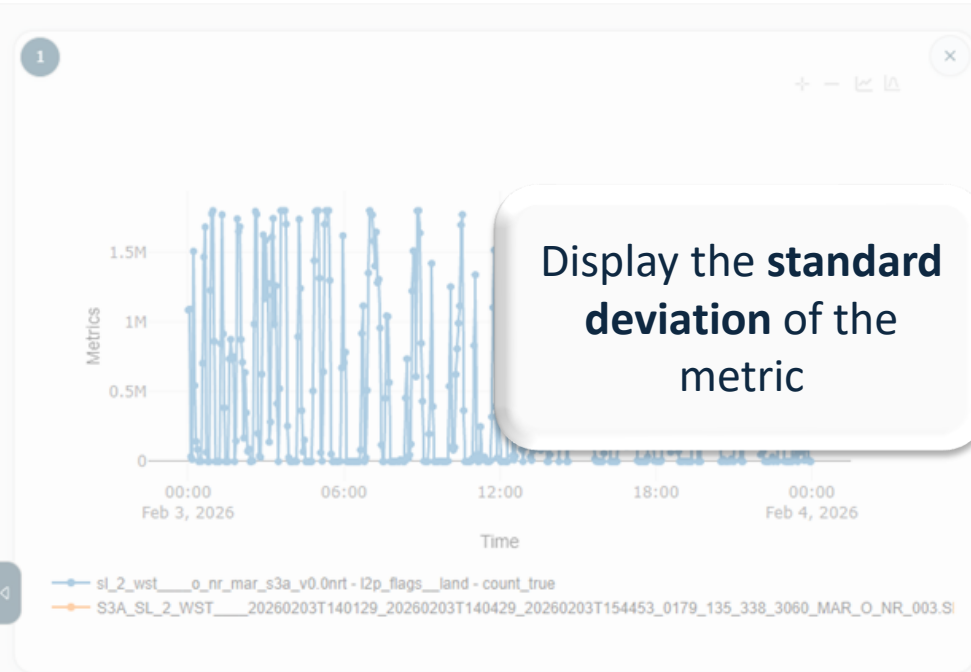 1
×
1.5M
1M
0.5M
0
Metrics
Display the standard
deviation of the
metric
00:00
06:00
12:00
18:00
00:00
Feb 3, 2026
Feb 4, 2026
Time
sl_2_wst____o_nr_mar_s3a_v0.0nrt - l2p_flags__land - count_true
S3A_SL_2_WST____20260203T140129_20260203T140429_20260203T154453_0179_135_338_3060_MAR_O_NR_003.S